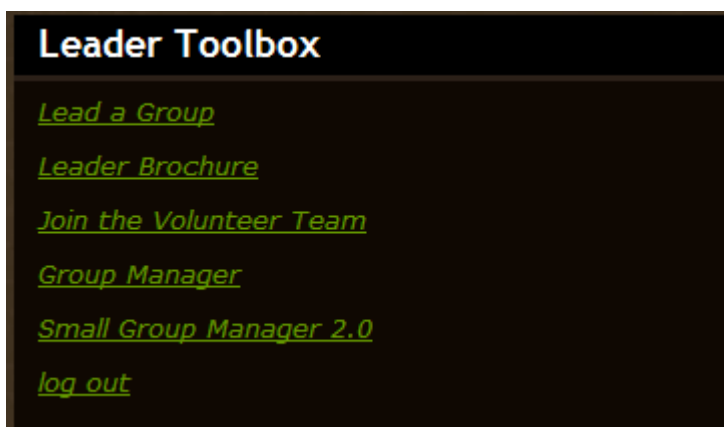 Leader Toolbox
Lead a Group
Leader Brochure
Join the Volunteer Team
Group Manager
Small Group Manager 2.0
log out